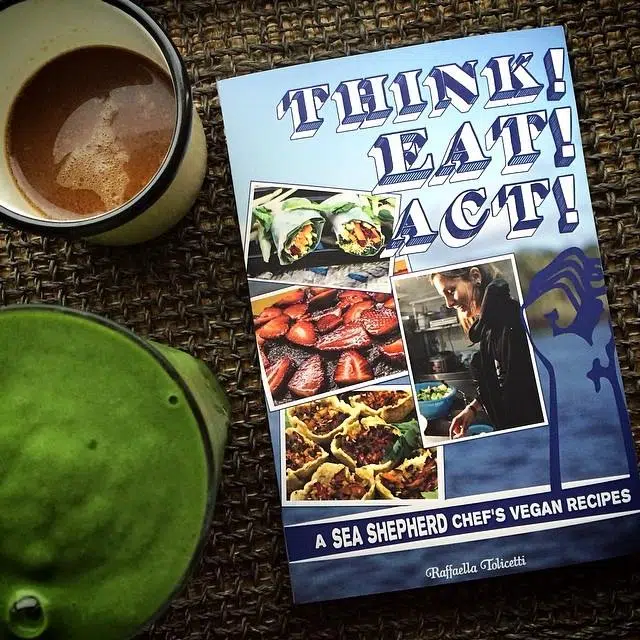 THINK!
EAT!
ACT!
A SEA SHEPHERD CHEF'S VEGAN RECIPES
Raffaella Tolicetti